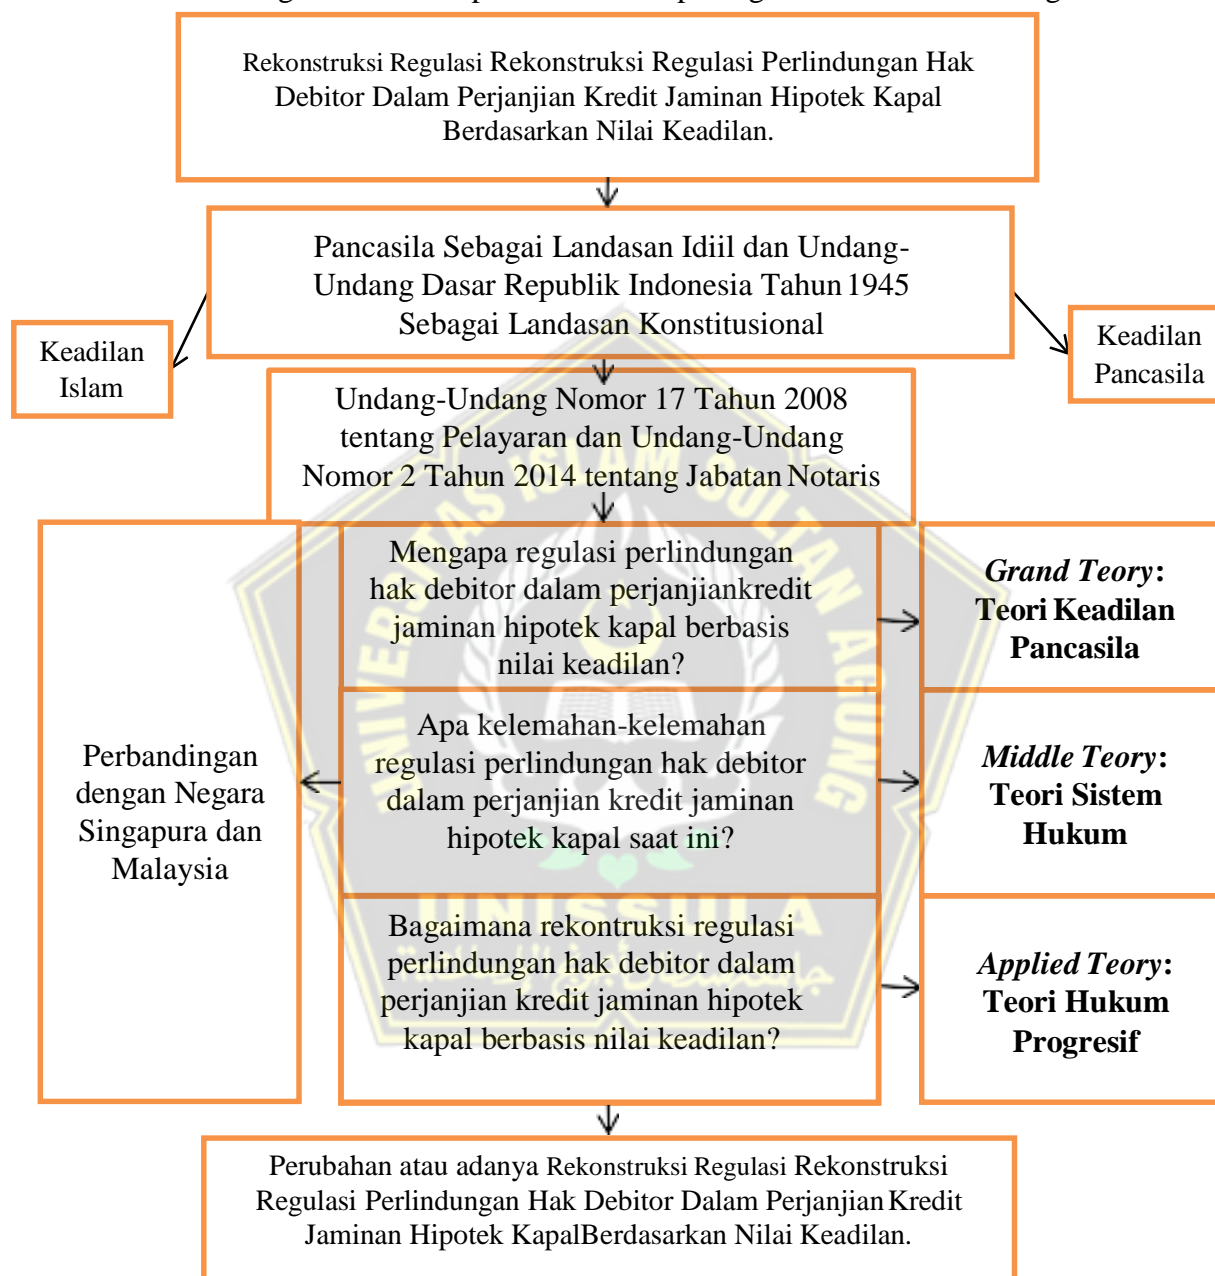 Rekonstruksi Regulasi Rekonstruksi Regulasi Perlindungan Hak
Debitor Dalam Perjanjian Kredit Jaminan Hipotek Kapal
Berdasarkan Nilai Keadilan.
Pancasila Sebagai Landasan Idiil dan Undang-
Undang Dasar Republik Indonesia Tahun 1945
Sebagai Landasan Konstitusional
Keadilan
Islam
Keadilan
Pancasila
Undang-Undang Nomor 17 Tahun 2008
tentang Pelayaran dan Undang-Undang
Nomor 2 Tahun 2014 tentang Jabatan Notaris
Mengapa regulasi perlindungan
hak debitor dalam perjanjiankredit
jaminan hipotek kapal berbasis
nilai keadilan?
Grand Teory:
Teori Keadilan
Pancasila
Perbandingan
dengan Negara
Singapura dan
Malaysia
Apa kelemahan-kelemahan
regulasi perlindungan hak debitor
dalam perjanjian kredit jaminan
hipotek kapal saat ini?
Middle Teory:
Teori Sistem
Hukum
Bagaimana rekontruksi regulasi
perlindungan hak debitor dalam
perjanjian kredit jaminan hipotek
kapal berbasis nilai keadilan?
Applied Teory:
Teori Hukum
Progresif
Perubahan atau adanya Rekonstruksi Regulasi Rekonstruksi
Regulasi Perlindungan Hak Debitor Dalam Perjanjian Kredit
Jaminan Hipotek KapalBerdasarkan Nilai Keadilan.
UNIVERSITAS ISLAM SULTAN AGUNG
UNISSULA